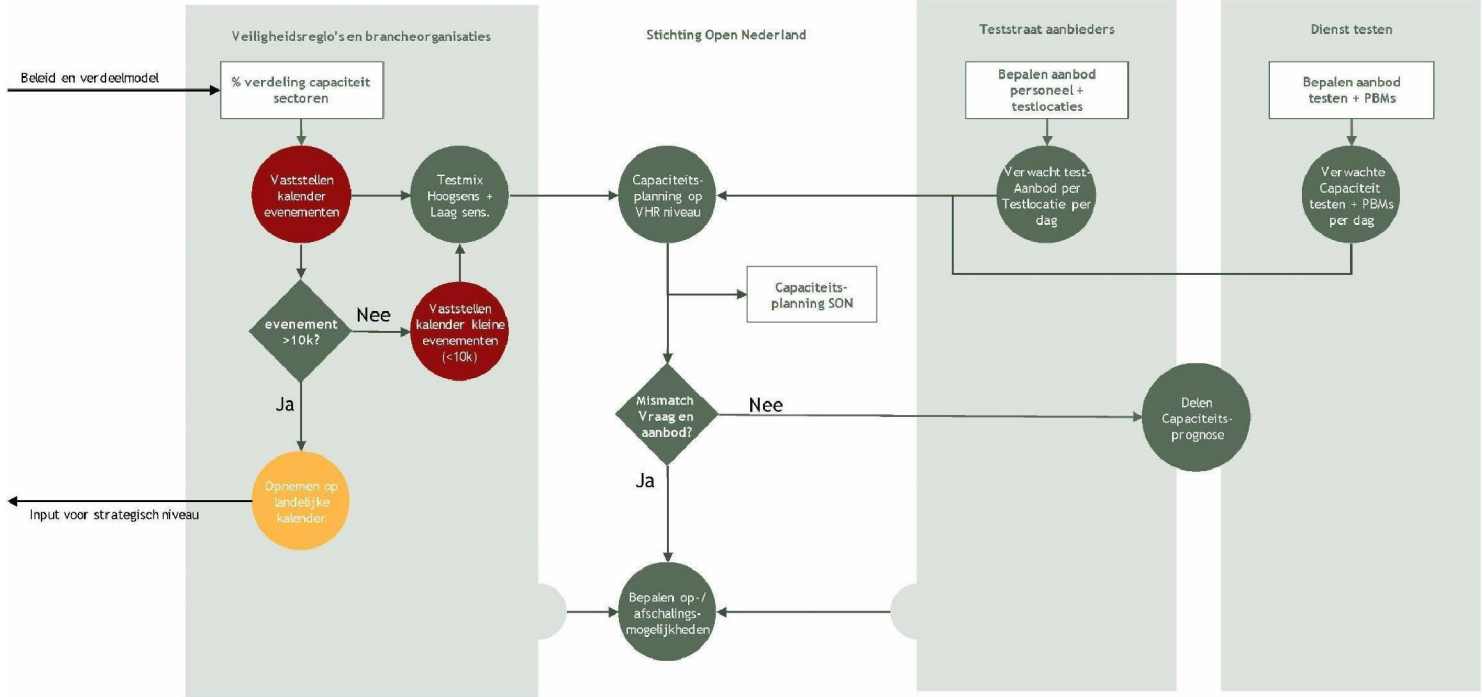 Veiligheidsregio's en brancheorganisaties
Stichting Open Nederland
Teststraat aanbieders
Dienst testen
Beleid en verdeelmodel
% verdeling capaciteit
sectoren
Bepalen aanbod
personeel +
testlocaties
Bepalen aanbod
testen + PBMs
Vaststellen
kalender
evenementen
Testmix
Hoogsens +
Laag sens.
Capaciteits-
planning op
VHR niveau
Verwacht test-
Aanbod per
Testlocatie per
dag
Verwachte
Capaciteit
testen + PBMs
per dag
Capaciteits-
planning SON
evenement
>10k?
Nee
Vaststellen
kalender kleine
evenementen
(<10k)
Ja
Mismatch
Vraag en
aanbod?
Nee
Delen
Capaciteits-
prognose
Ja
Opnemen op
landelijke
kalender
Input voor strategisch niveau
Bepalen op-/
afschalings-
mogelijkheden